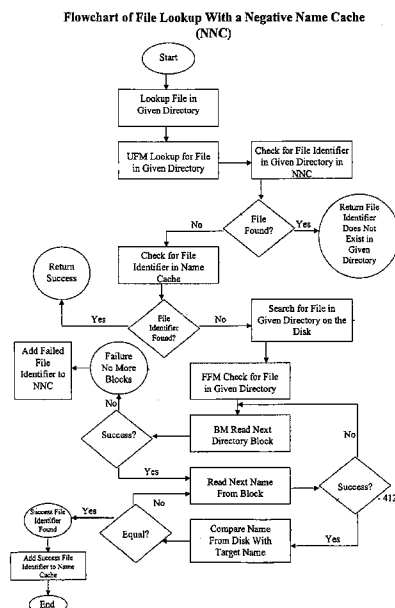 Flowchart of File Lookup With a Negative Name Cache
(NNC)
Start
Lookup File in
Given Directory
UFM Lookup for File
in Given Directory
Check for File Identifier
in Given Directory in
NNC
File
Found?
No
Yes
Return File
Identifier
Does Not
Exist in
Given
Directory
Check for File
Identifier in Name
Cache
Return
Success
Yes
File
Identifier
Found?
No
Search for File in
Given Directory on the
Disk
Add Failed
File
Identifier to
NNC
Failure
No More
Blocks
FFM Check for File
in Given Directory
No
BM Read Next
Directory Block
No
Success?
Yes
Read Next Name
From Block
Success?
- 412
No
Yes
Success File
Identifier
Found
Yes
Equal?
Compare Name
From Disk With
Target Name
Add Success File
Identifier to Name
Cache
End